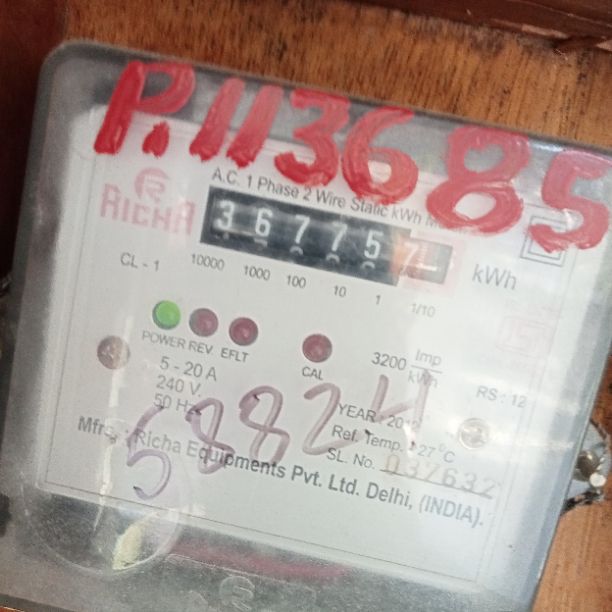 P.113685
A.C. 1 Phase 2 Wire Static kWh
RICHA
3 6 7 7 5 7
kWh
CL - 1
10000 1000 100 10 1 1/10
POWER REV. EFLT
CAL
3200 Imp/kWh
5 - 20 A
240 V.
50 Hz
RS : 12
YEAR : 2012
Ref. Temp. : 27 °C
SL. No. 037632
58824
Mfrs. : Richa Equipments Pvt. Ltd. Delhi, (INDIA).